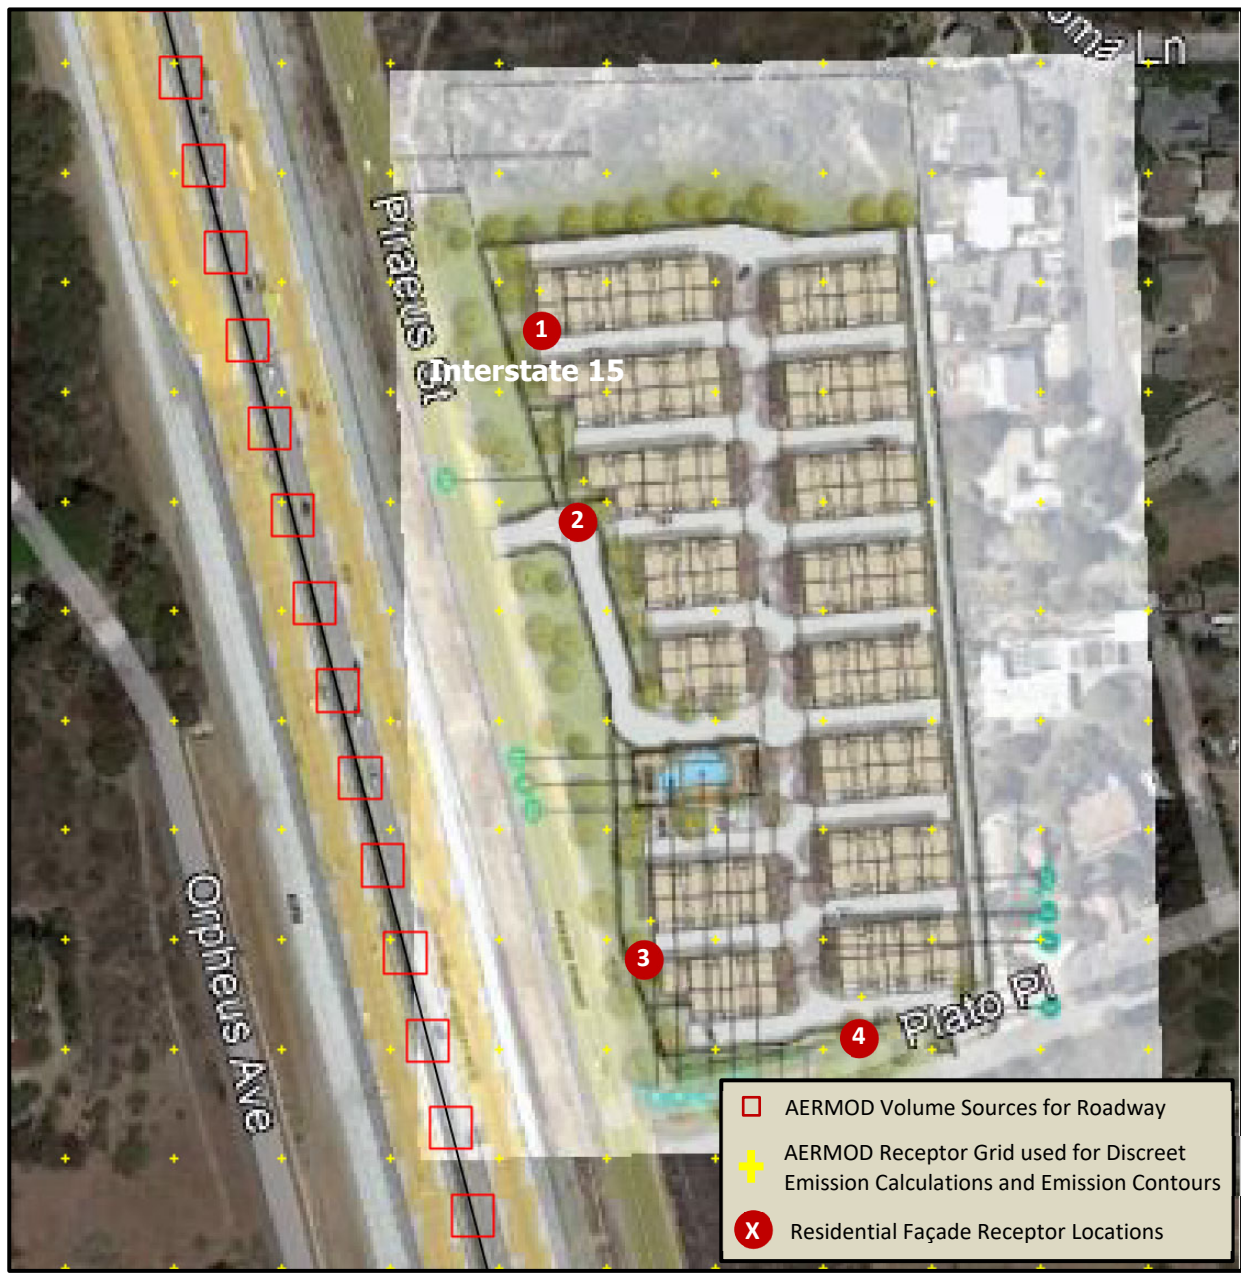 Piraeus St
1
Interstate 15
2
Orpheus Ave
3
4
Plato Pl
AERMOD Volume Sources for Roadway
AERMOD Receptor Grid used for Discreet
Emission Calculations and Emission Contours
X
Residential Façade Receptor Locations